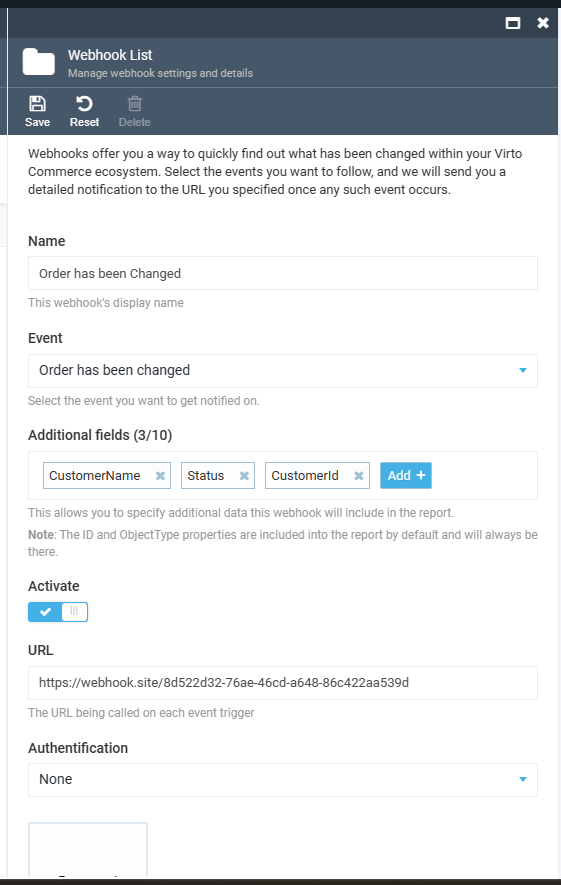 Webhook List
Manage webhook settings and details
Save Reset Delete
Webhooks offer you a way to quickly find out what has been changed within your Virto
Commerce ecosystem. Select the events you want to follow, and we will send you a
detailed notification to the URL you specified once any such event occurs.
Name
Order has been Changed
This webhook's display name
Event
Order has been changed
Select the event you want to get notified on.
Additional fields (3/10)
CustomerName Status CustomerId Add +
This allows you to specify additional data this webhook will include in the report.
Note: The ID and ObjectType properties are included into the report by default and will always be
there.
Activate
URL
https://webhook.site/8d522d32-76ae-46cd-a648-86c422aa539d
The URL being called on each event trigger
Authentification
None